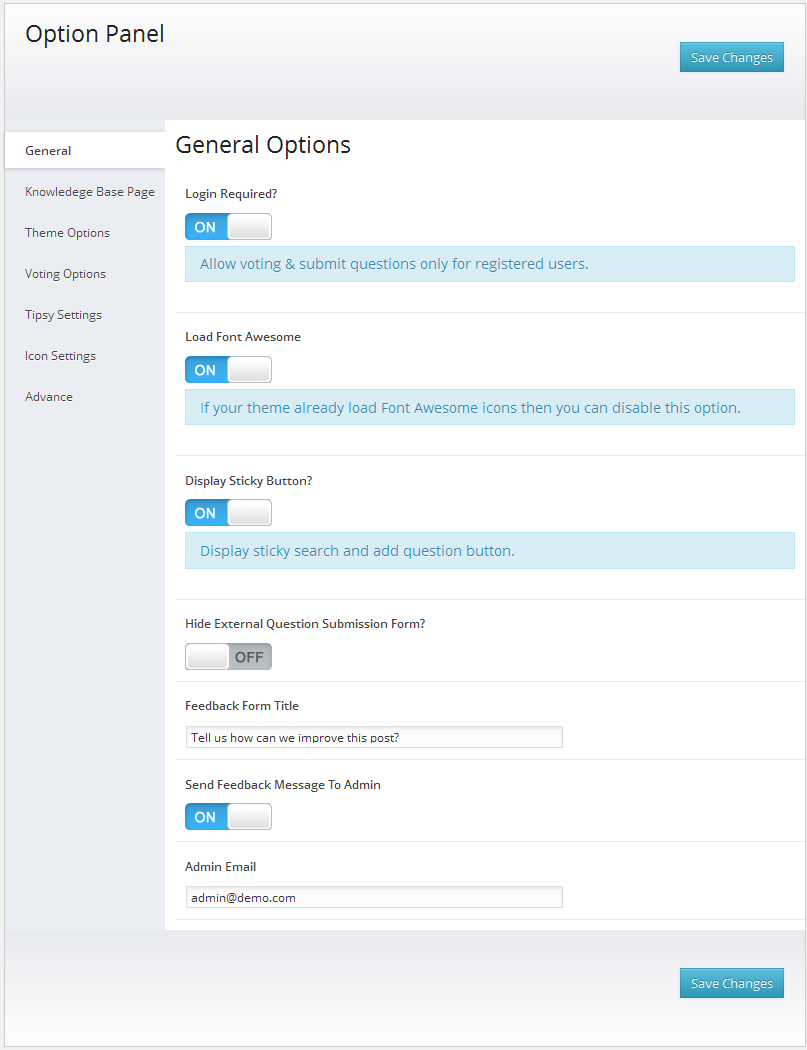 Option Panel
Save Changes
General
Knowledege Base Page
Theme Options
Voting Options
Tipsy Settings
Icon Settings
Advance
General Options
Login Required?
ON
Allow voting & submit questions only for registered users.
Load Font Awesome
ON
If your theme already load Font Awesome icons then you can disable this option.
Display Sticky Button?
ON
Display sticky search and add question button.
Hide External Question Submission Form?
OFF
Feedback Form Title
Tell us how can we improve this post?
Send Feedback Message To Admin
ON
Admin Email
admin@demo.com
Save Changes